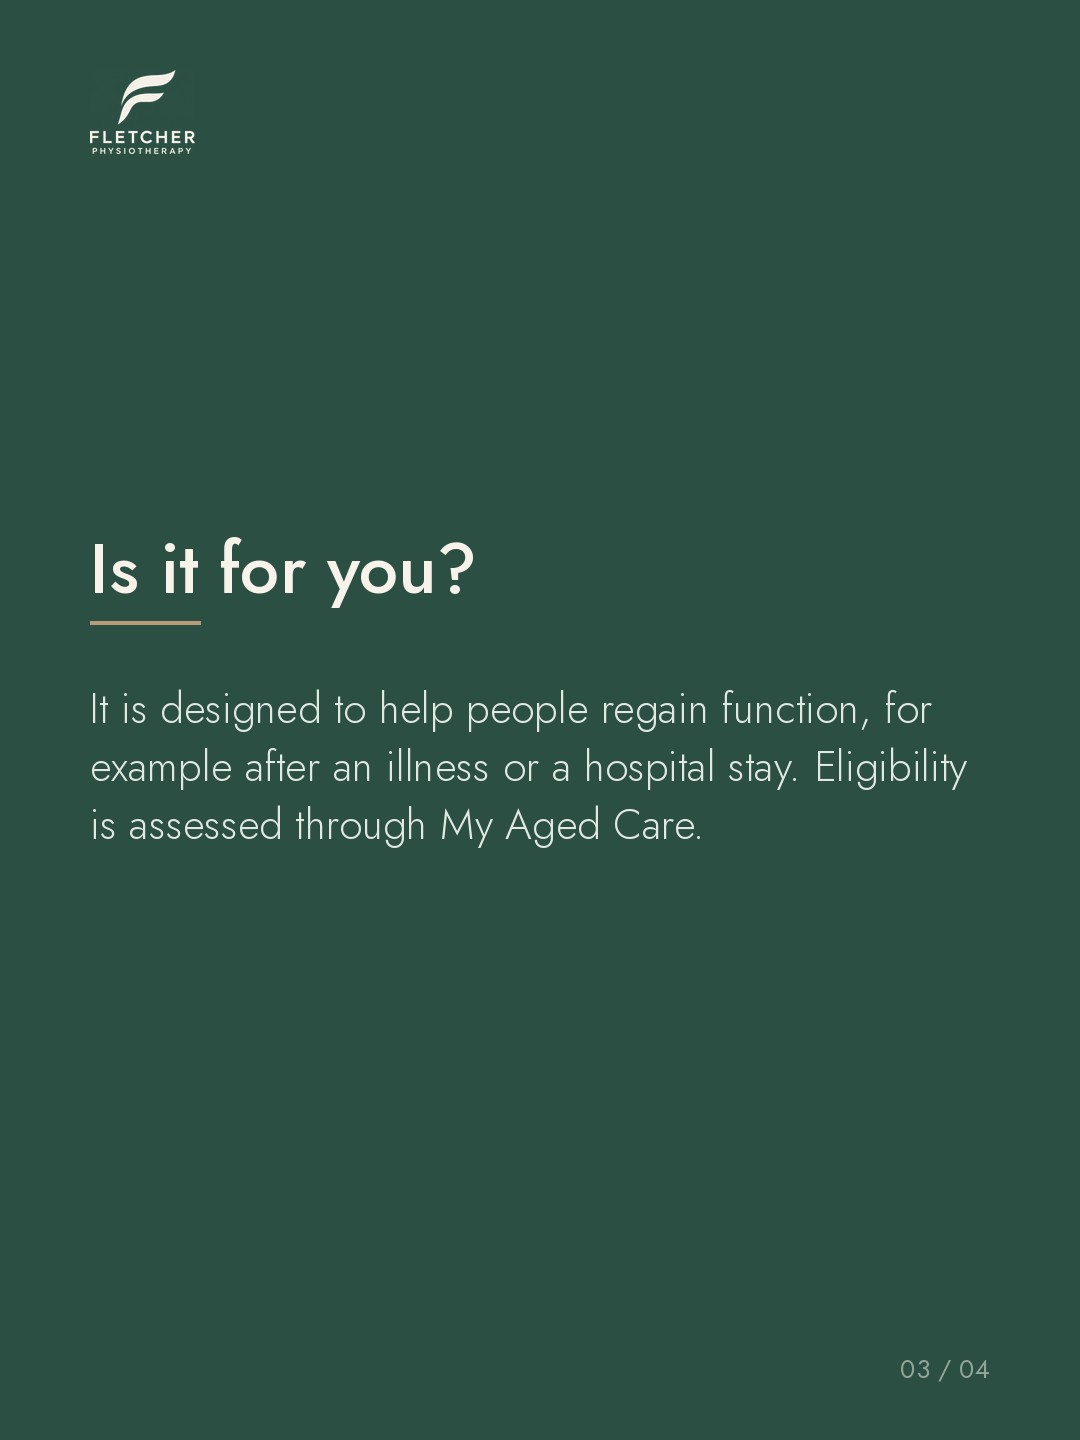 FLETCHER
PHYSIOTHERAPY
Is it for you?
It is designed to help people regain function, for
example after an illness or a hospital stay. Eligibility
is assessed through My Aged Care.
03 / 04